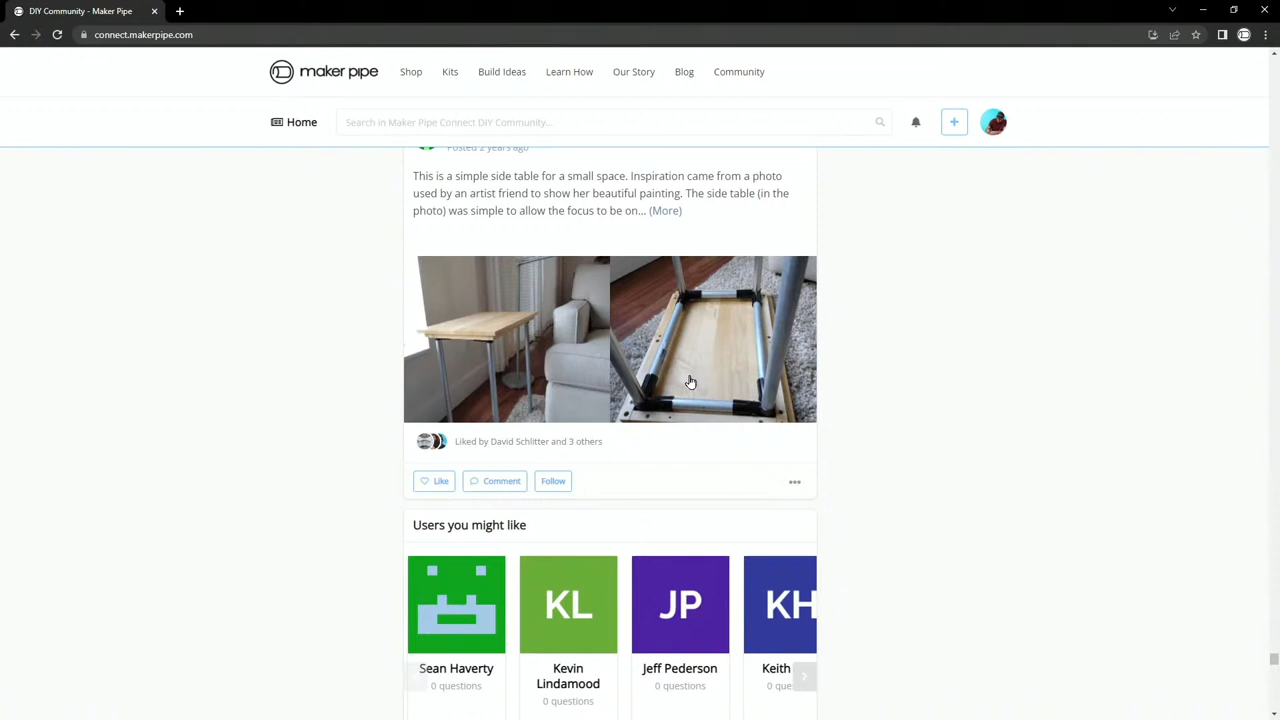 DIY Community - Maker Pipe
connect.makerpipe.com
maker pipe Shop Kits Build Ideas Learn How Our Story Blog Community
Home Search in Maker Pipe Connect DIY Community...
Posted 2 years ago
This is a simple side table for a small space. Inspiration came from a photo
used by an artist friend to show her beautiful painting. The side table (in the
photo) was simple to allow the focus to be on... (More)
Liked by David Schlitter and 3 others
Like Comment Follow
Users you might like
KL JP KH
Sean Haverty Kevin Jeff Pederson Keith
Lindamood
0 questions 0 questions 0 que
0 questions